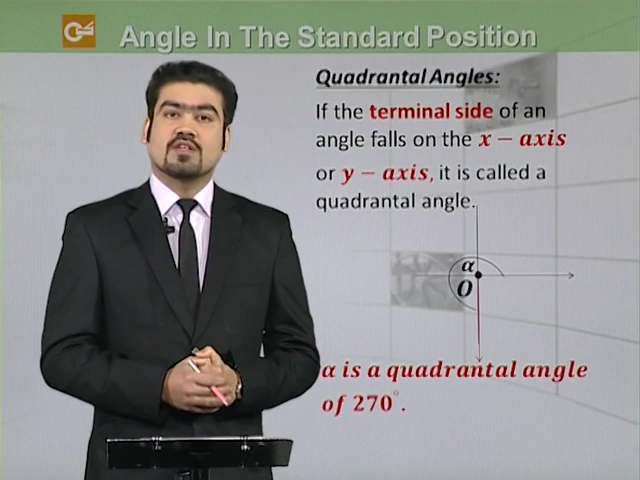 Angle In The Standard Position
Quadrantal Angles:
If the terminal side of an
angle falls on the x − axis
or y − axis, it is called a
quadrantal angle.
α
O
α is a quadrantal angle
of 270°.